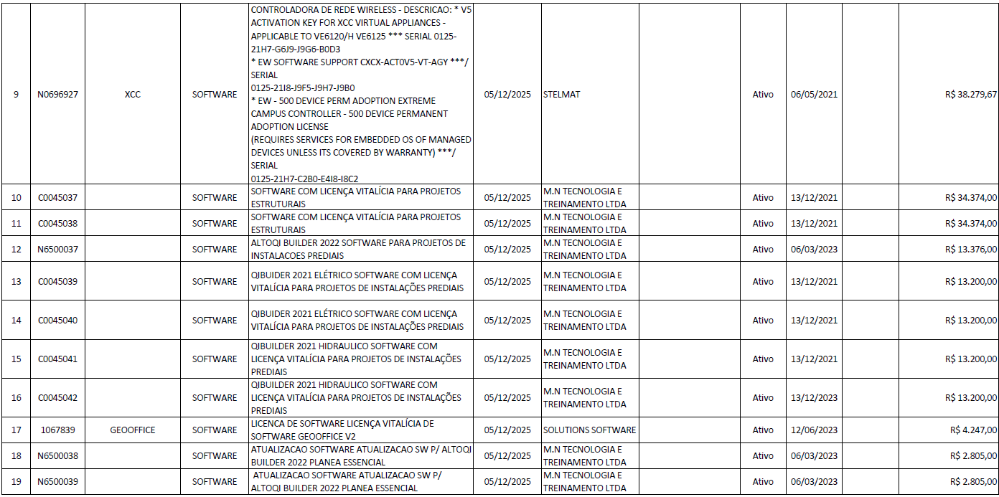 CONTROLADORA DE REDE WIRELESS - DESCRICAO: * V5
ACTIVATION KEY FOR XCC VIRTUAL APPLIANCES -
APPLICABLE TO VE6120/H VE6125 *** SERIAL 0125-
21H7-G6J9-J9G6-B0D3
* EW SOFTWARE SUPPORT CXCX-ACT0V5-VT-AGY ***/
SERIAL
0125-21I8-J9F5-J9H7-J9B0
* EW - 500 DEVICE PERM ADOPTION EXTREME
CAMPUS CONTROLLER - 500 DEVICE PERMANENT
ADOPTION LICENSE
(REQUIRES SERVICES FOR EMBEDDED OS OF MANAGED
DEVICES UNLESS ITS COVERED BY WARRANTY) ***/
SERIAL
0125-21H7-C2B0-E4I8-I8C2
9 N0696927 XCC SOFTWARE 05/12/2025 STELMAT Ativo 06/05/2021 R$ 38.279,67
10 C0045037 SOFTWARE SOFTWARE COM LICENÇA VITALÍCIA PARA PROJETOS 05/12/2025 M.N TECNOLOGIA E Ativo 13/12/2021 R$ 34.374,00
ESTRUTURAIS TREINAMENTO LTDA
11 C0045038 SOFTWARE SOFTWARE COM LICENÇA VITALÍCIA PARA PROJETOS 05/12/2025 M.N TECNOLOGIA E Ativo 13/12/2021 R$ 34.374,00
ESTRUTURAIS TREINAMENTO LTDA
12 N6500037 SOFTWARE ALTOQI BUILDER 2022 SOFTWARE PARA PROJETOS DE 05/12/2025 M.N TECNOLOGIA E Ativo 06/03/2023 R$ 13.376,00
INSTALACOES PREDIAIS TREINAMENTO LTDA
13 C0045039 SOFTWARE QIBUIDER 2021 ELÉTRICO SOFTWARE COM LICENÇA 05/12/2025 M.N TECNOLOGIA E Ativo 13/12/2021 R$ 13.200,00
VITALÍCIA PARA PROJETOS DE INSTALAÇÕES PREDIAIS TREINAMENTO LTDA
14 C0045040 SOFTWARE QIBUIDER 2021 ELÉTRICO SOFTWARE COM LICENÇA 05/12/2025 M.N TECNOLOGIA E Ativo 13/12/2021 R$ 13.200,00
VITALÍCIA PARA PROJETOS DE INSTALAÇÕES PREDIAIS TREINAMENTO LTDA
15 C0045041 SOFTWARE QIBUILDER 2021 HIDRAULICO SOFTWARE COM 05/12/2025 M.N TECNOLOGIA E Ativo 13/12/2021 R$ 13.200,00
LICENÇA VITALÍCIA PARA PROJETOS DE INSTALAÇÕES TREINAMENTO LTDA
PREDIAIS
16 C0045042 SOFTWARE QIBUILDER 2021 HIDRAULICO SOFTWARE COM 05/12/2025 M.N TECNOLOGIA E Ativo 13/12/2023 R$ 13.200,00
LICENÇA VITALÍCIA PARA PROJETOS DE INSTALAÇÕES TREINAMENTO LTDA
PREDIAIS
17 1067839 GEOOFFICE SOFTWARE LICENCA DE SOFTWARE LICENÇA VITALÍCIA DE 05/12/2025 SOLUTIONS SOFTWARE Ativo 12/06/2023 R$ 4.247,00
SOFTWARE GEOOFFICE V2
18 N6500038 SOFTWARE ATUALIZACAO SOFTWARE ATUALIZACAO SW P/ ALTOQI 05/12/2025 M.N TECNOLOGIA E Ativo 06/03/2023 R$ 2.805,00
BUILDER 2022 PLANEA ESSENCIAL TREINAMENTO LTDA
19 N6500039 SOFTWARE ATUALIZACAO SOFTWARE ATUALIZACAO SW P/ 05/12/2025 M.N TECNOLOGIA E Ativo 06/03/2023 R$ 2.805,00
ALTOQI BUILDER 2022 PLANEA ESSENCIAL TREINAMENTO LTDA